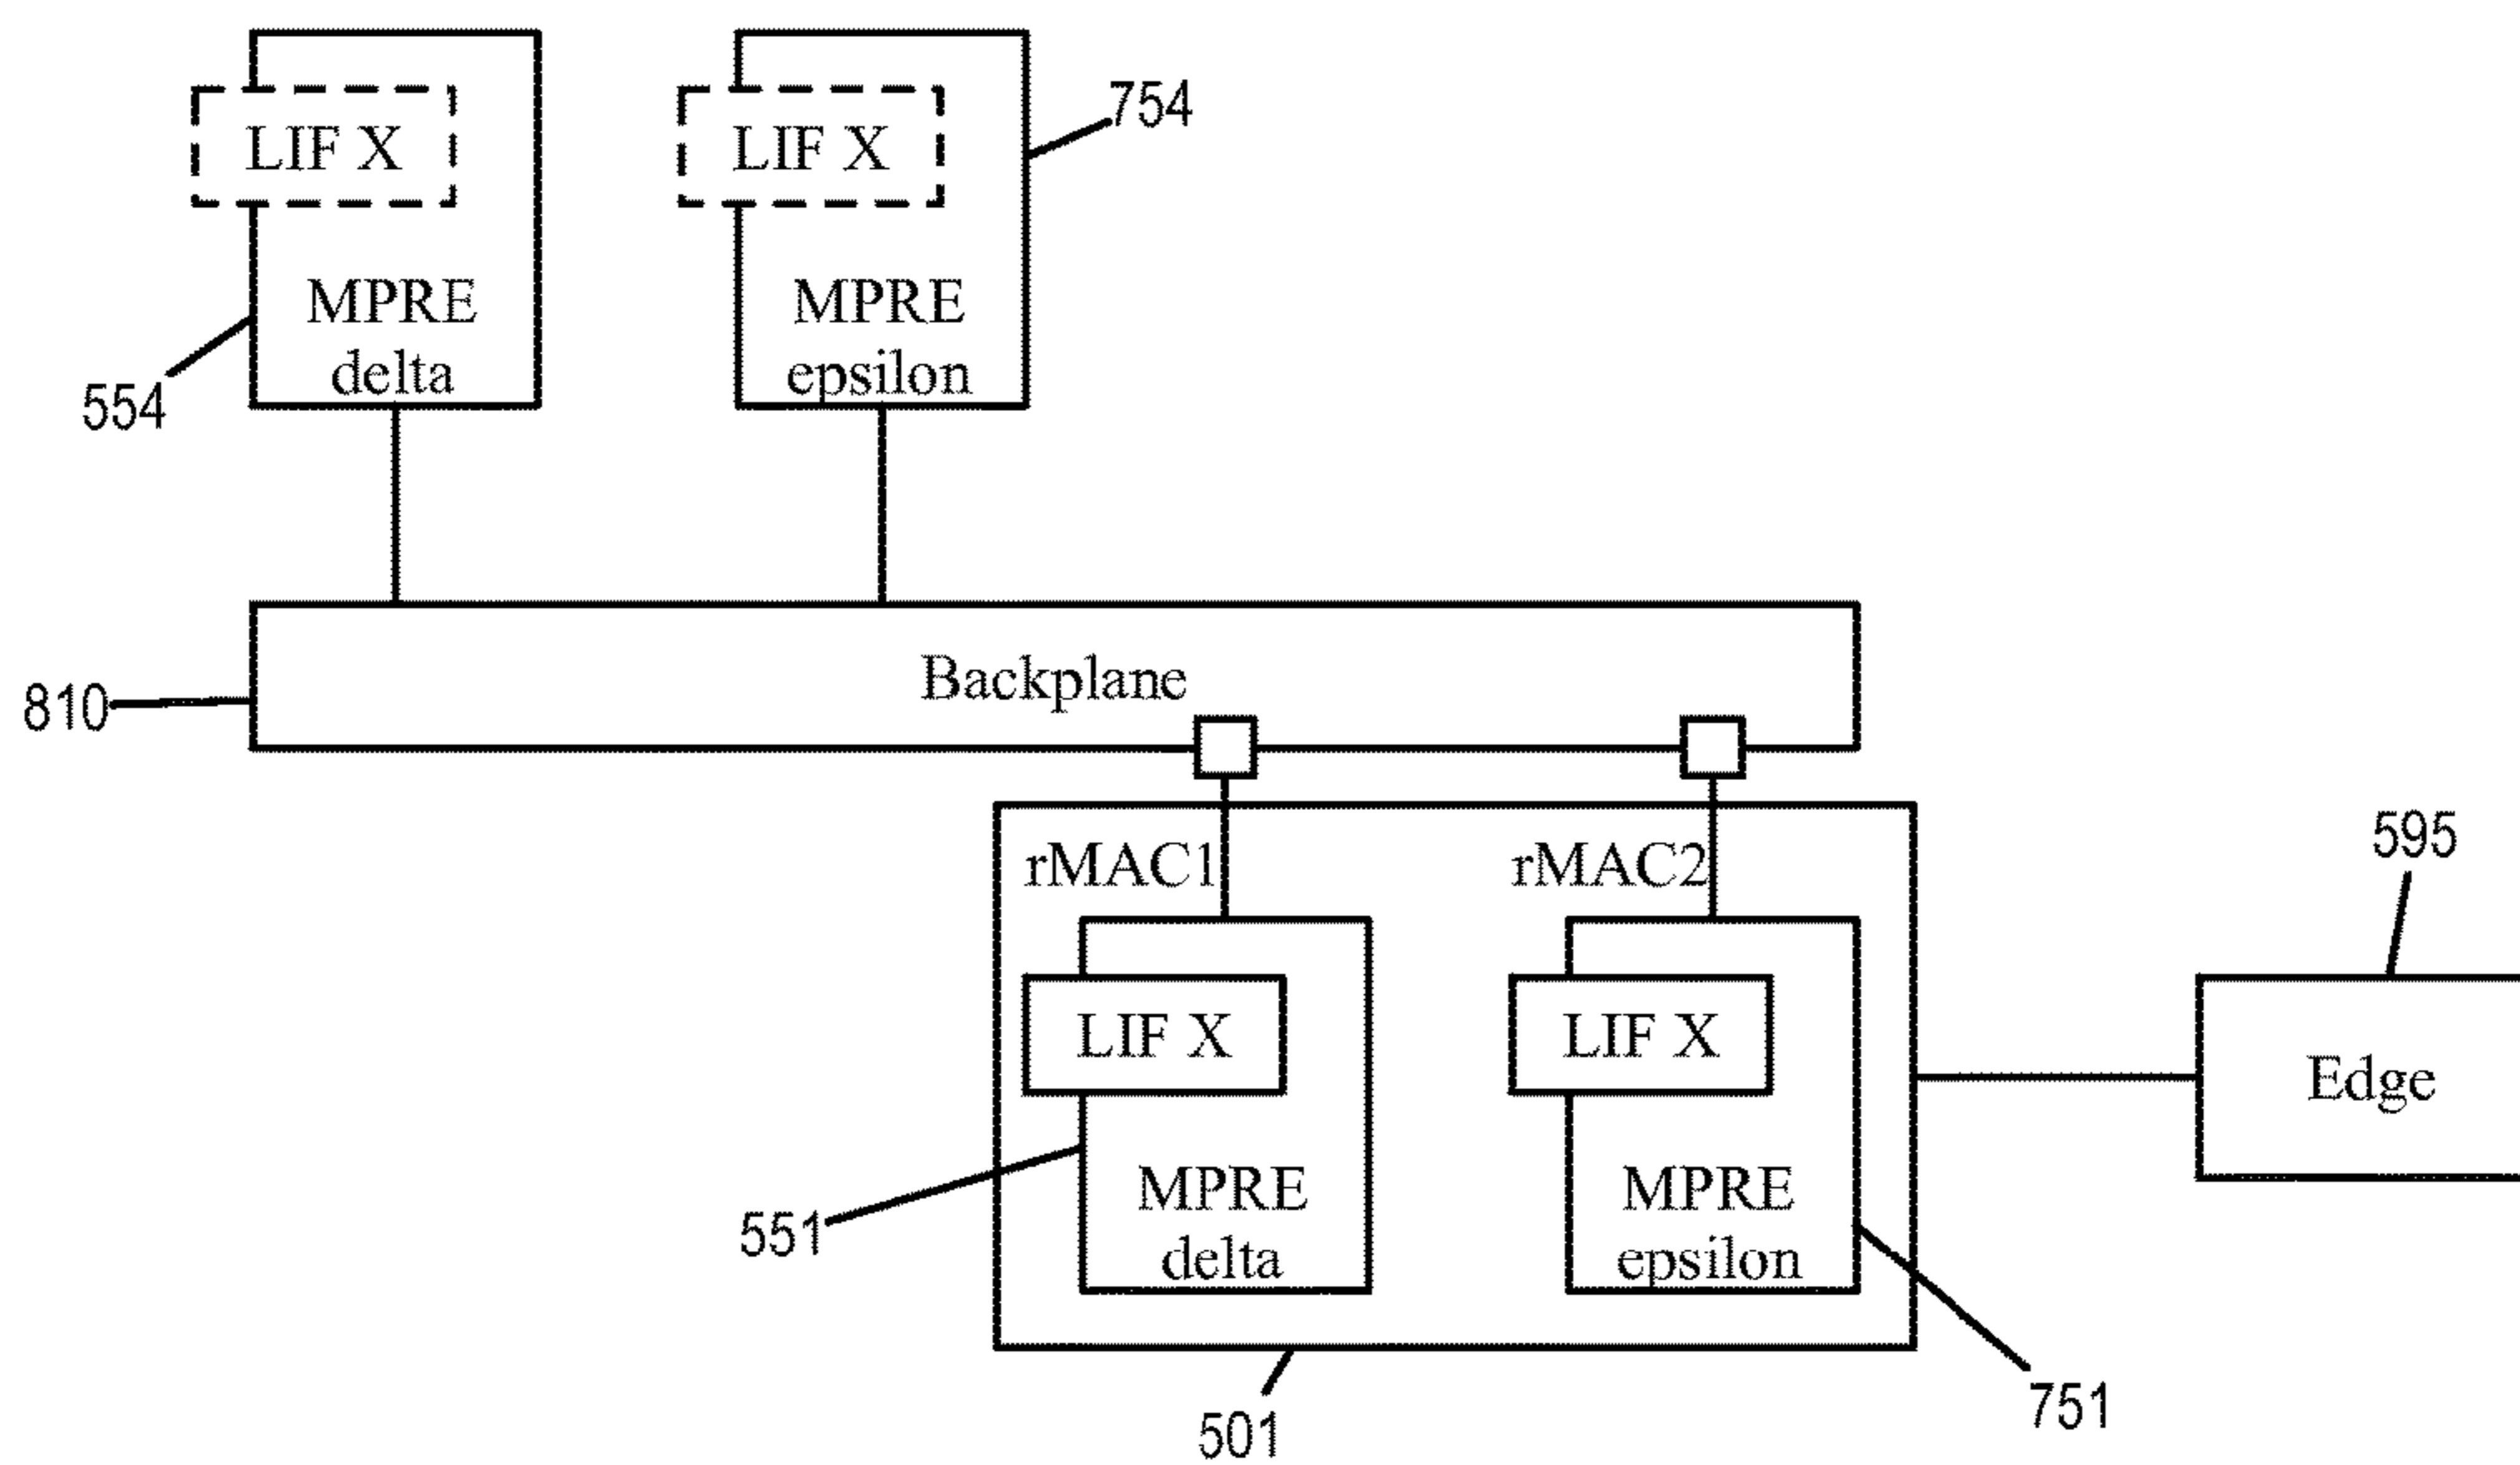 754
LIF X
LIF X
MPRE
delta
MPRE
epsilon
554
Backplane
810
rMAC1
rMAC2
595
LIF X
LIF X
Edge
551
MPRE
delta
MPRE
epsilon
751
501